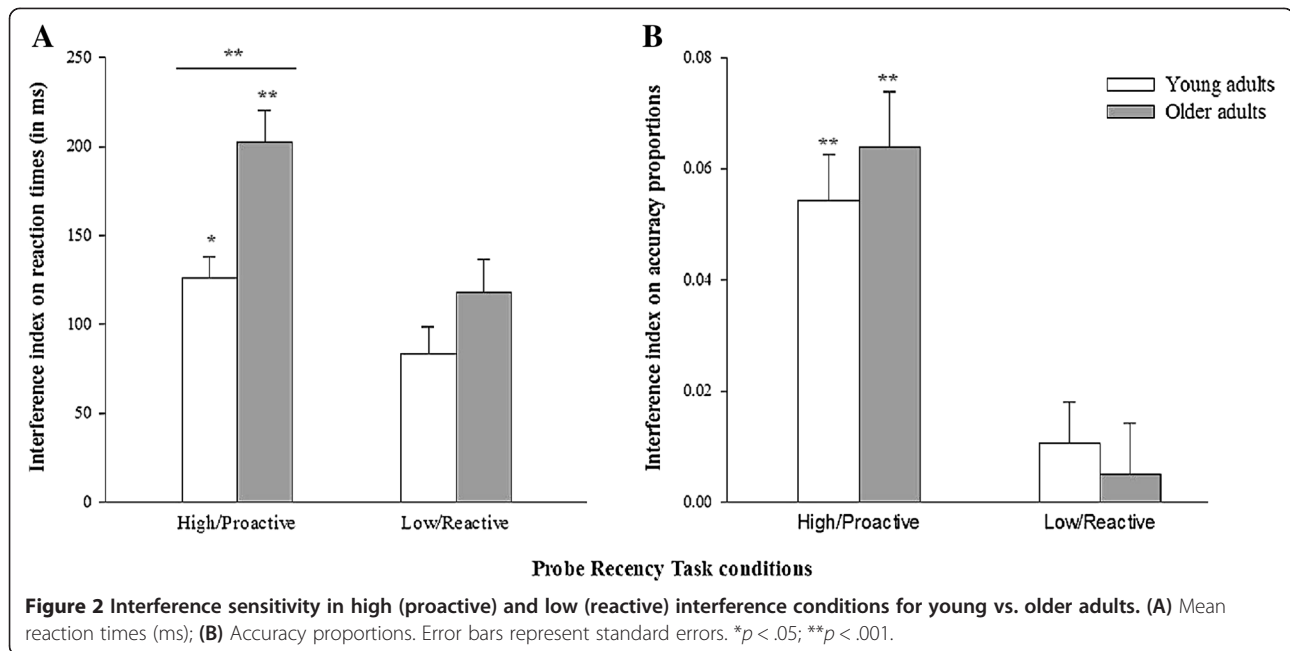 A
Interference index on reaction times (in ms)
250
200
150
100
50
0
**
*
**
High/Proactive
Low/Reactive
B
Interference index on accuracy proportions
0.08
0.06
0.04
0.02
0.00
**
**
Young adults
Older adults
High/Proactive
Low/Reactive
Probe Recency Task conditions
Figure 2 Interference sensitivity in high (proactive) and low (reactive) interference conditions for young vs. older adults. (A) Mean
reaction times (ms); (B) Accuracy proportions. Error bars represent standard errors. *p < .05; **p < .001.